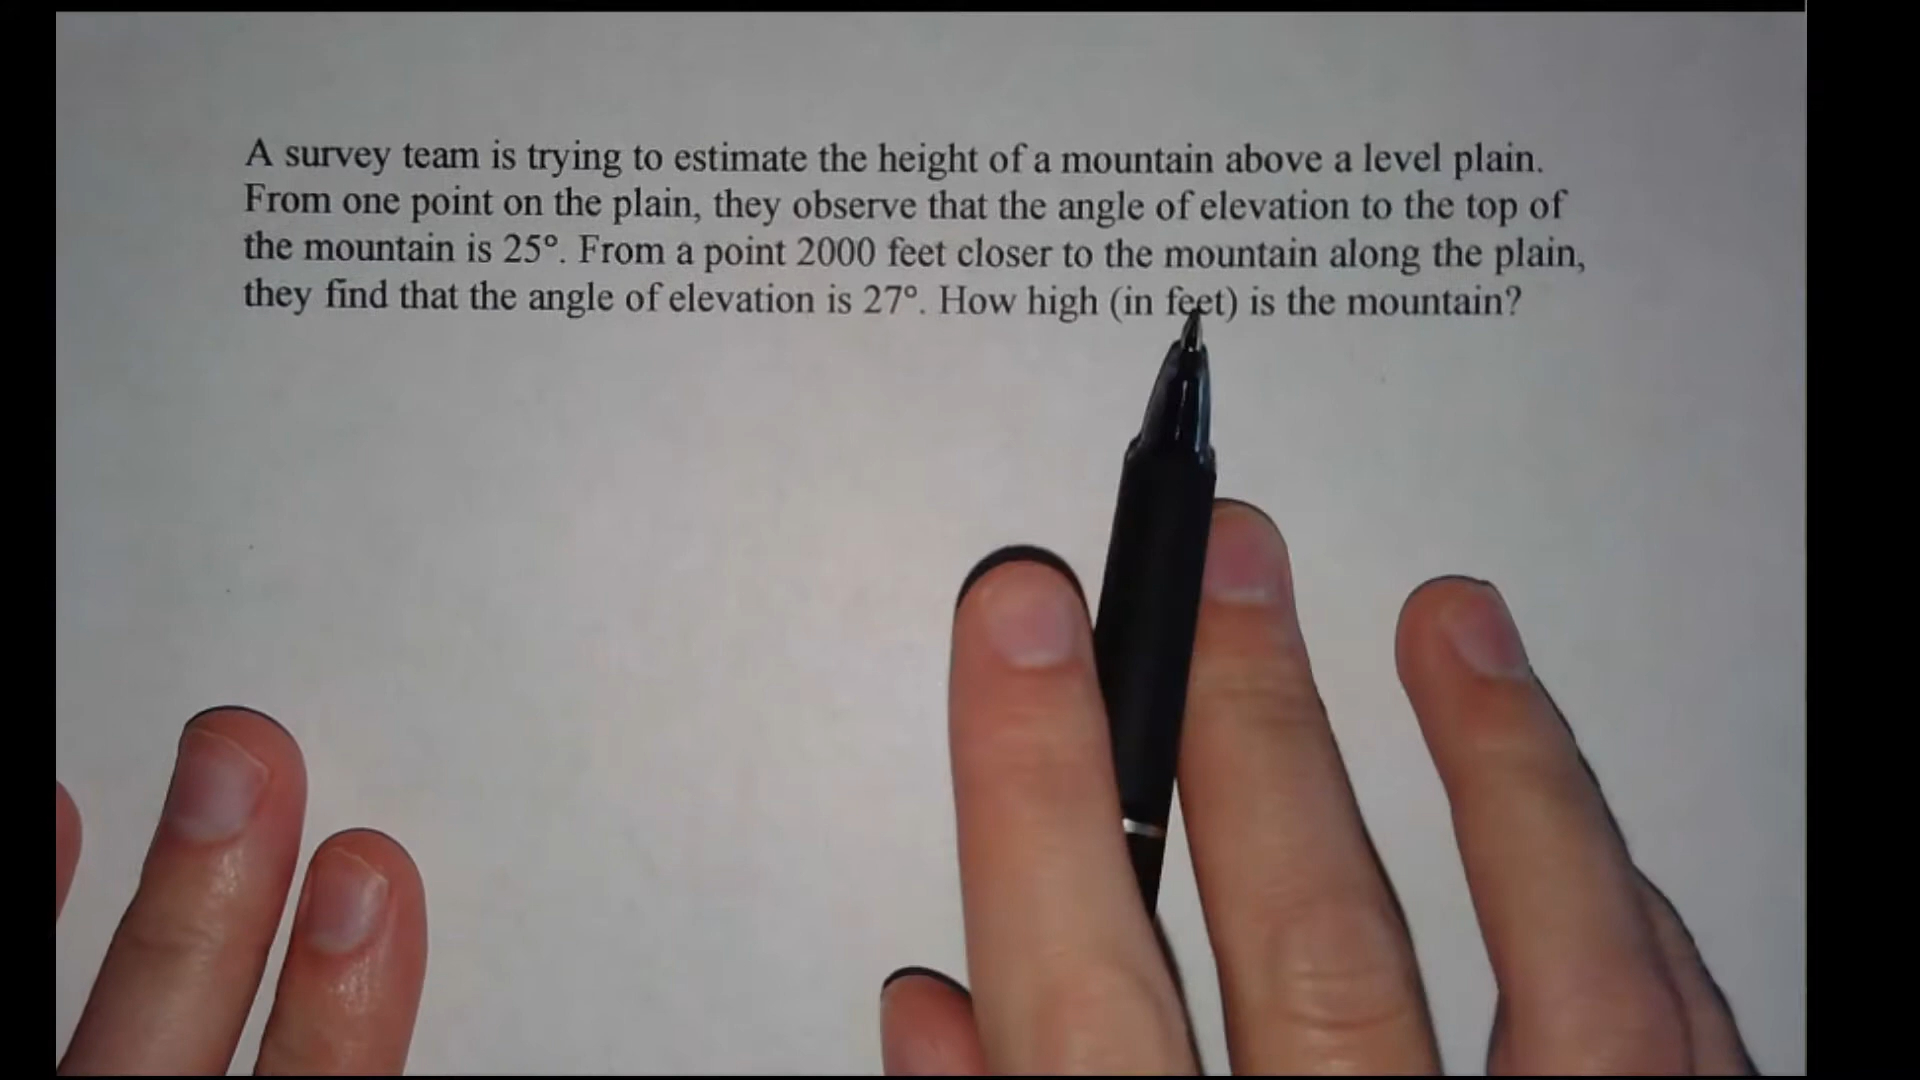 A survey team is trying to estimate the height of a mountain above a level plain.
From one point on the plain, they observe that the angle of elevation to the top of
the mountain is 25°. From a point 2000 feet closer to the mountain along the plain,
they find that the angle of elevation is 27°. How high (in feet) is the mountain?